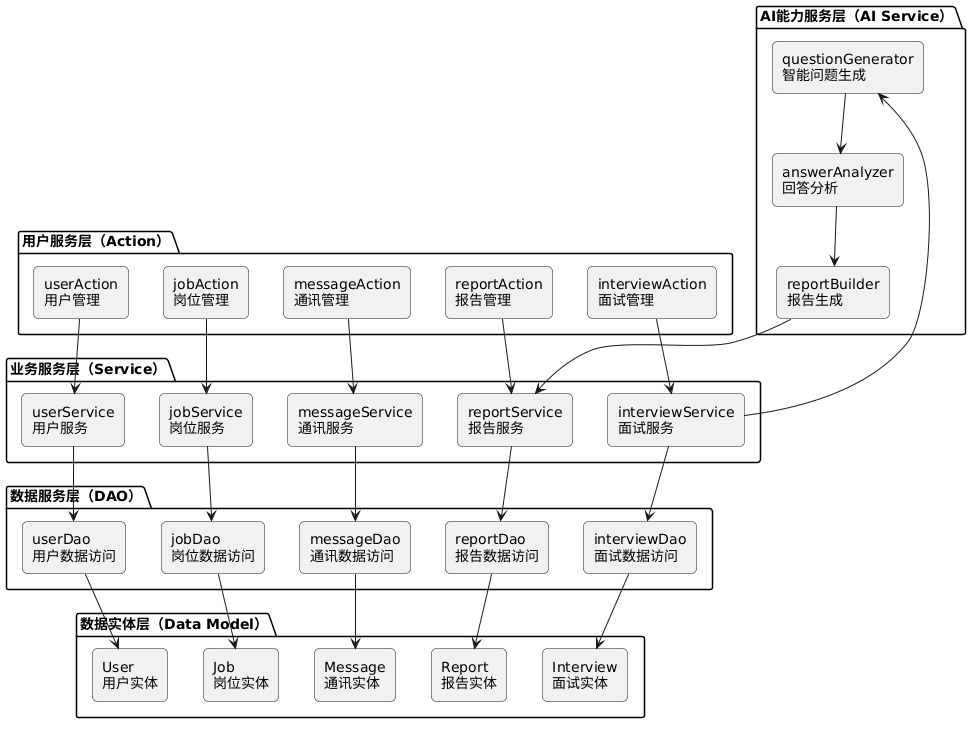 AI能力服务层（AI Service）
questionGenerator
智能问题生成
answerAnalyzer
回答分析
reportBuilder
报告生成
用户服务层（Action）
userAction
用户管理
jobAction
岗位管理
messageAction
通讯管理
reportAction
报告管理
interviewAction
面试管理
业务服务层（Service）
userService
用户服务
jobService
岗位服务
messageService
通讯服务
reportService
报告服务
interviewService
面试服务
数据服务层（DAO）
userDao
用户数据访问
jobDao
岗位数据访问
messageDao
通讯数据访问
reportDao
报告数据访问
interviewDao
面试数据访问
数据实体层（Data Model）
User
用户实体
Job
岗位实体
Message
通讯实体
Report
报告实体
Interview
面试实体